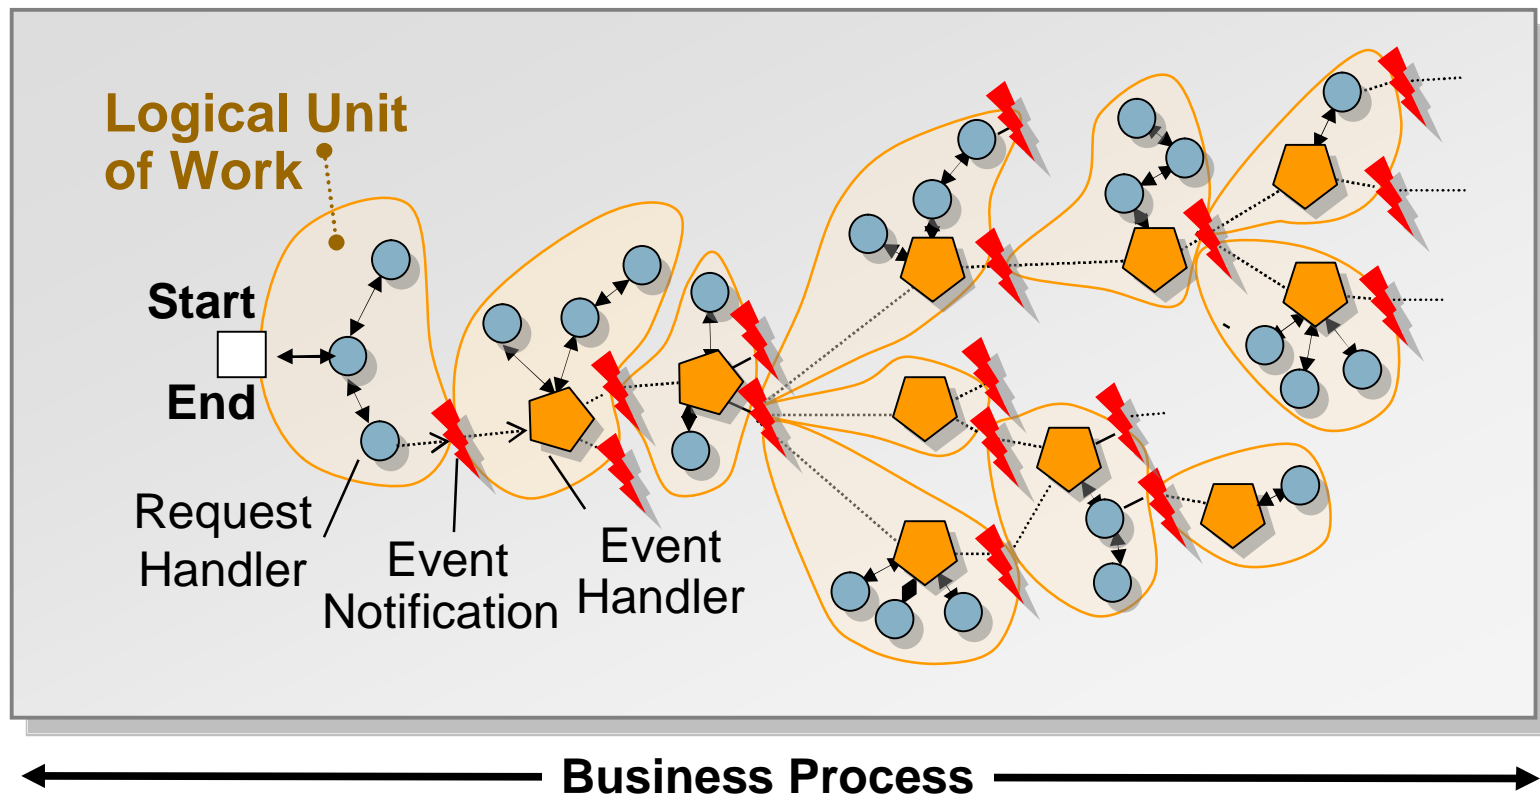 Logical Unit
of Work
Start
End
Request
Handler
Event
Notification
Event
Handler
Business Process